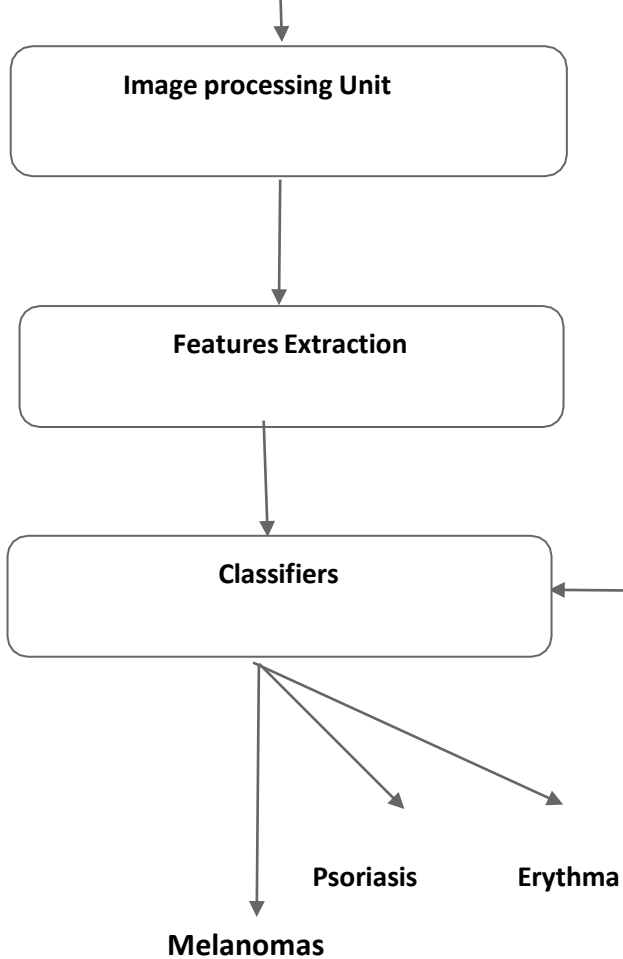 Image processing Unit
Features Extraction
Classifiers
Psoriasis Erythma
Melanomas